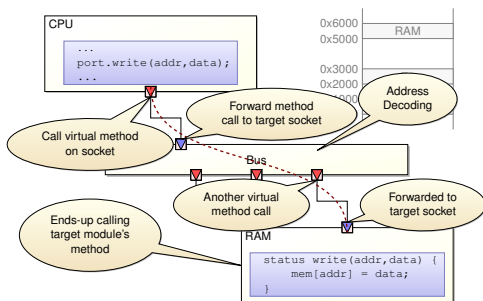 CPU
...
port.write(addr,data);
...
0x6000
RAM
0x5000
0x3000
Call virtual method
on socket
Forward method
call to target socket
Address
Decoding
Bus
Another virtual
method call
Forwarded to
target socket
Ends-up calling
target module's
method
RAM
status write(addr,data) {
mem[addr] = data;
}